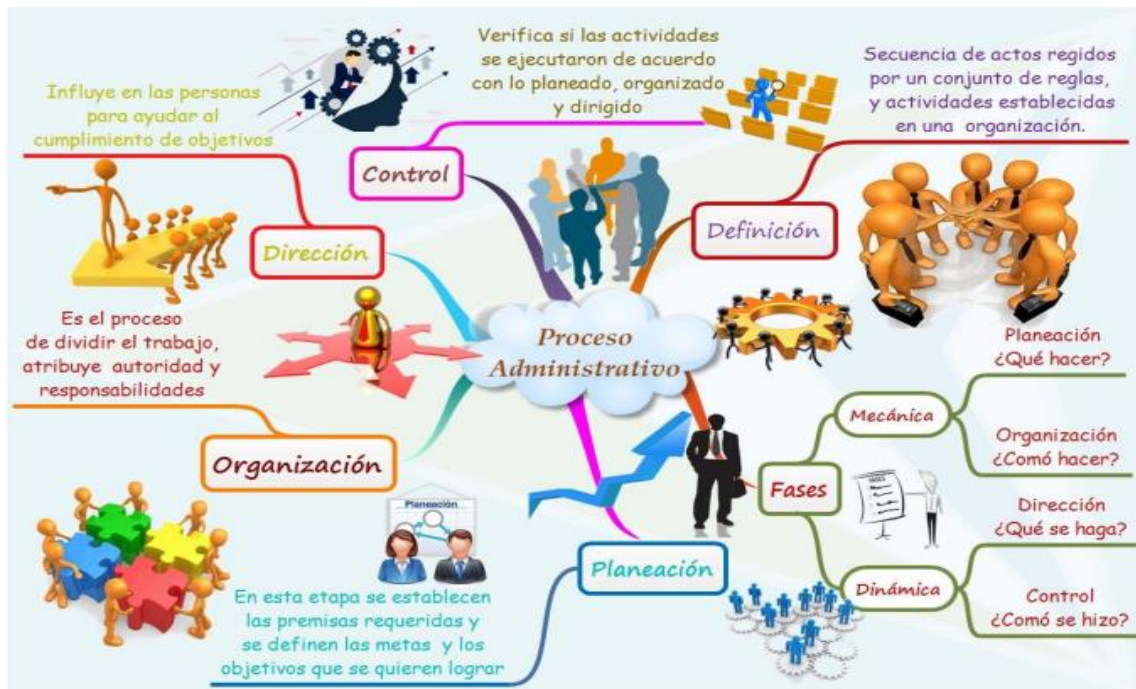 Proceso
Administrativo
Definición
Secuencia de actos regidos
por un conjunto de reglas,
y actividades establecidas
en una organización.
Fases
Mecánica
Planeación
¿Qué hacer?
Organización
¿Comó hacer?
Dinámica
Dirección
¿Qué se haga?
Control
¿Comó se hizo?
Planeación
En esta etapa se establecen
las premisas requeridas y
se definen las metas y los
objetivos que se quieren lograr
Planeación
Organización
Es el proceso
de dividir el trabajo,
atribuye autoridad y
responsabilidades
Dirección
Influye en las personas
para ayudar al
cumplimiento de objetivos
Control
Verifica si las actividades
se ejecutaron de acuerdo
con lo planeado, organizado
y dirigido